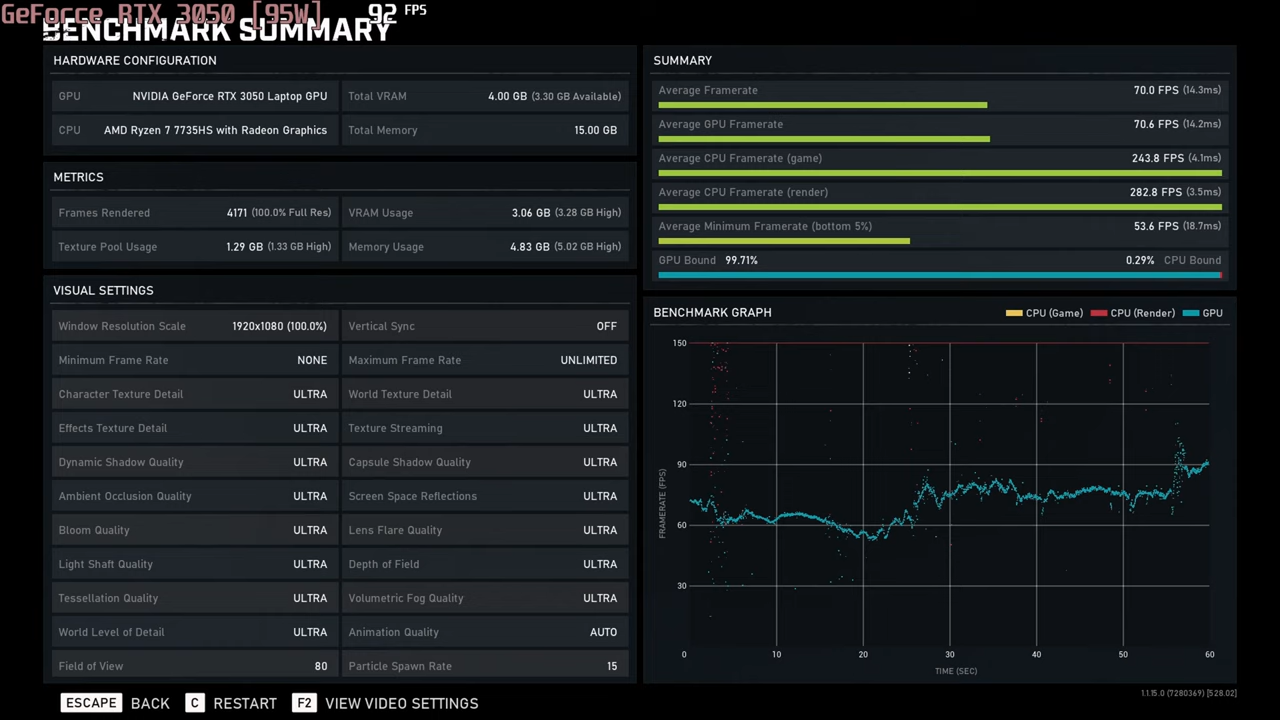 GeForce RTX 3050 [95W] 92 FPS
BENCHMARK SUMMARY
HARDWARE CONFIGURATION
GPU NVIDIA GeForce RTX 3050 Laptop GPU Total VRAM 4.00 GB (3.30 GB Available)
CPU AMD Ryzen 7 7735HS with Radeon Graphics Total Memory 15.00 GB
METRICS
Frames Rendered 4171 (100.0% Full Res) VRAM Usage 3.06 GB (3.28 GB High)
Texture Pool Usage 1.29 GB (1.33 GB High) Memory Usage 4.83 GB (5.02 GB High)
VISUAL SETTINGS
Window Resolution Scale 1920x1080 (100.0%) Vertical Sync OFF
Minimum Frame Rate NONE Maximum Frame Rate UNLIMITED
Character Texture Detail ULTRA World Texture Detail ULTRA
Effects Texture Detail ULTRA Texture Streaming ULTRA
Dynamic Shadow Quality ULTRA Capsule Shadow Quality ULTRA
Ambient Occlusion Quality ULTRA Screen Space Reflections ULTRA
Bloom Quality ULTRA Lens Flare Quality ULTRA
Light Shaft Quality ULTRA Depth of Field ULTRA
Tessellation Quality ULTRA Volumetric Fog Quality ULTRA
World Level of Detail ULTRA Animation Quality AUTO
Field of View 80 Particle Spawn Rate 15
SUMMARY
Average Framerate 70.0 FPS (14.3ms)
Average GPU Framerate 70.6 FPS (14.2ms)
Average CPU Framerate (game) 243.8 FPS (4.1ms)
Average CPU Framerate (render) 282.8 FPS (3.5ms)
Average Minimum Framerate (bottom 5%) 53.6 FPS (18.7ms)
GPU Bound 99.71% 0.29% CPU Bound
BENCHMARK GRAPH CPU (Game) CPU (Render) GPU
150
120
90
60
30
FRAMERATE (FPS)
0 10 20 30 40 50 60
TIME (SEC)
ESCAPE BACK C RESTART F2 VIEW VIDEO SETTINGS
1.1.15.0 (7280369) [528.02]